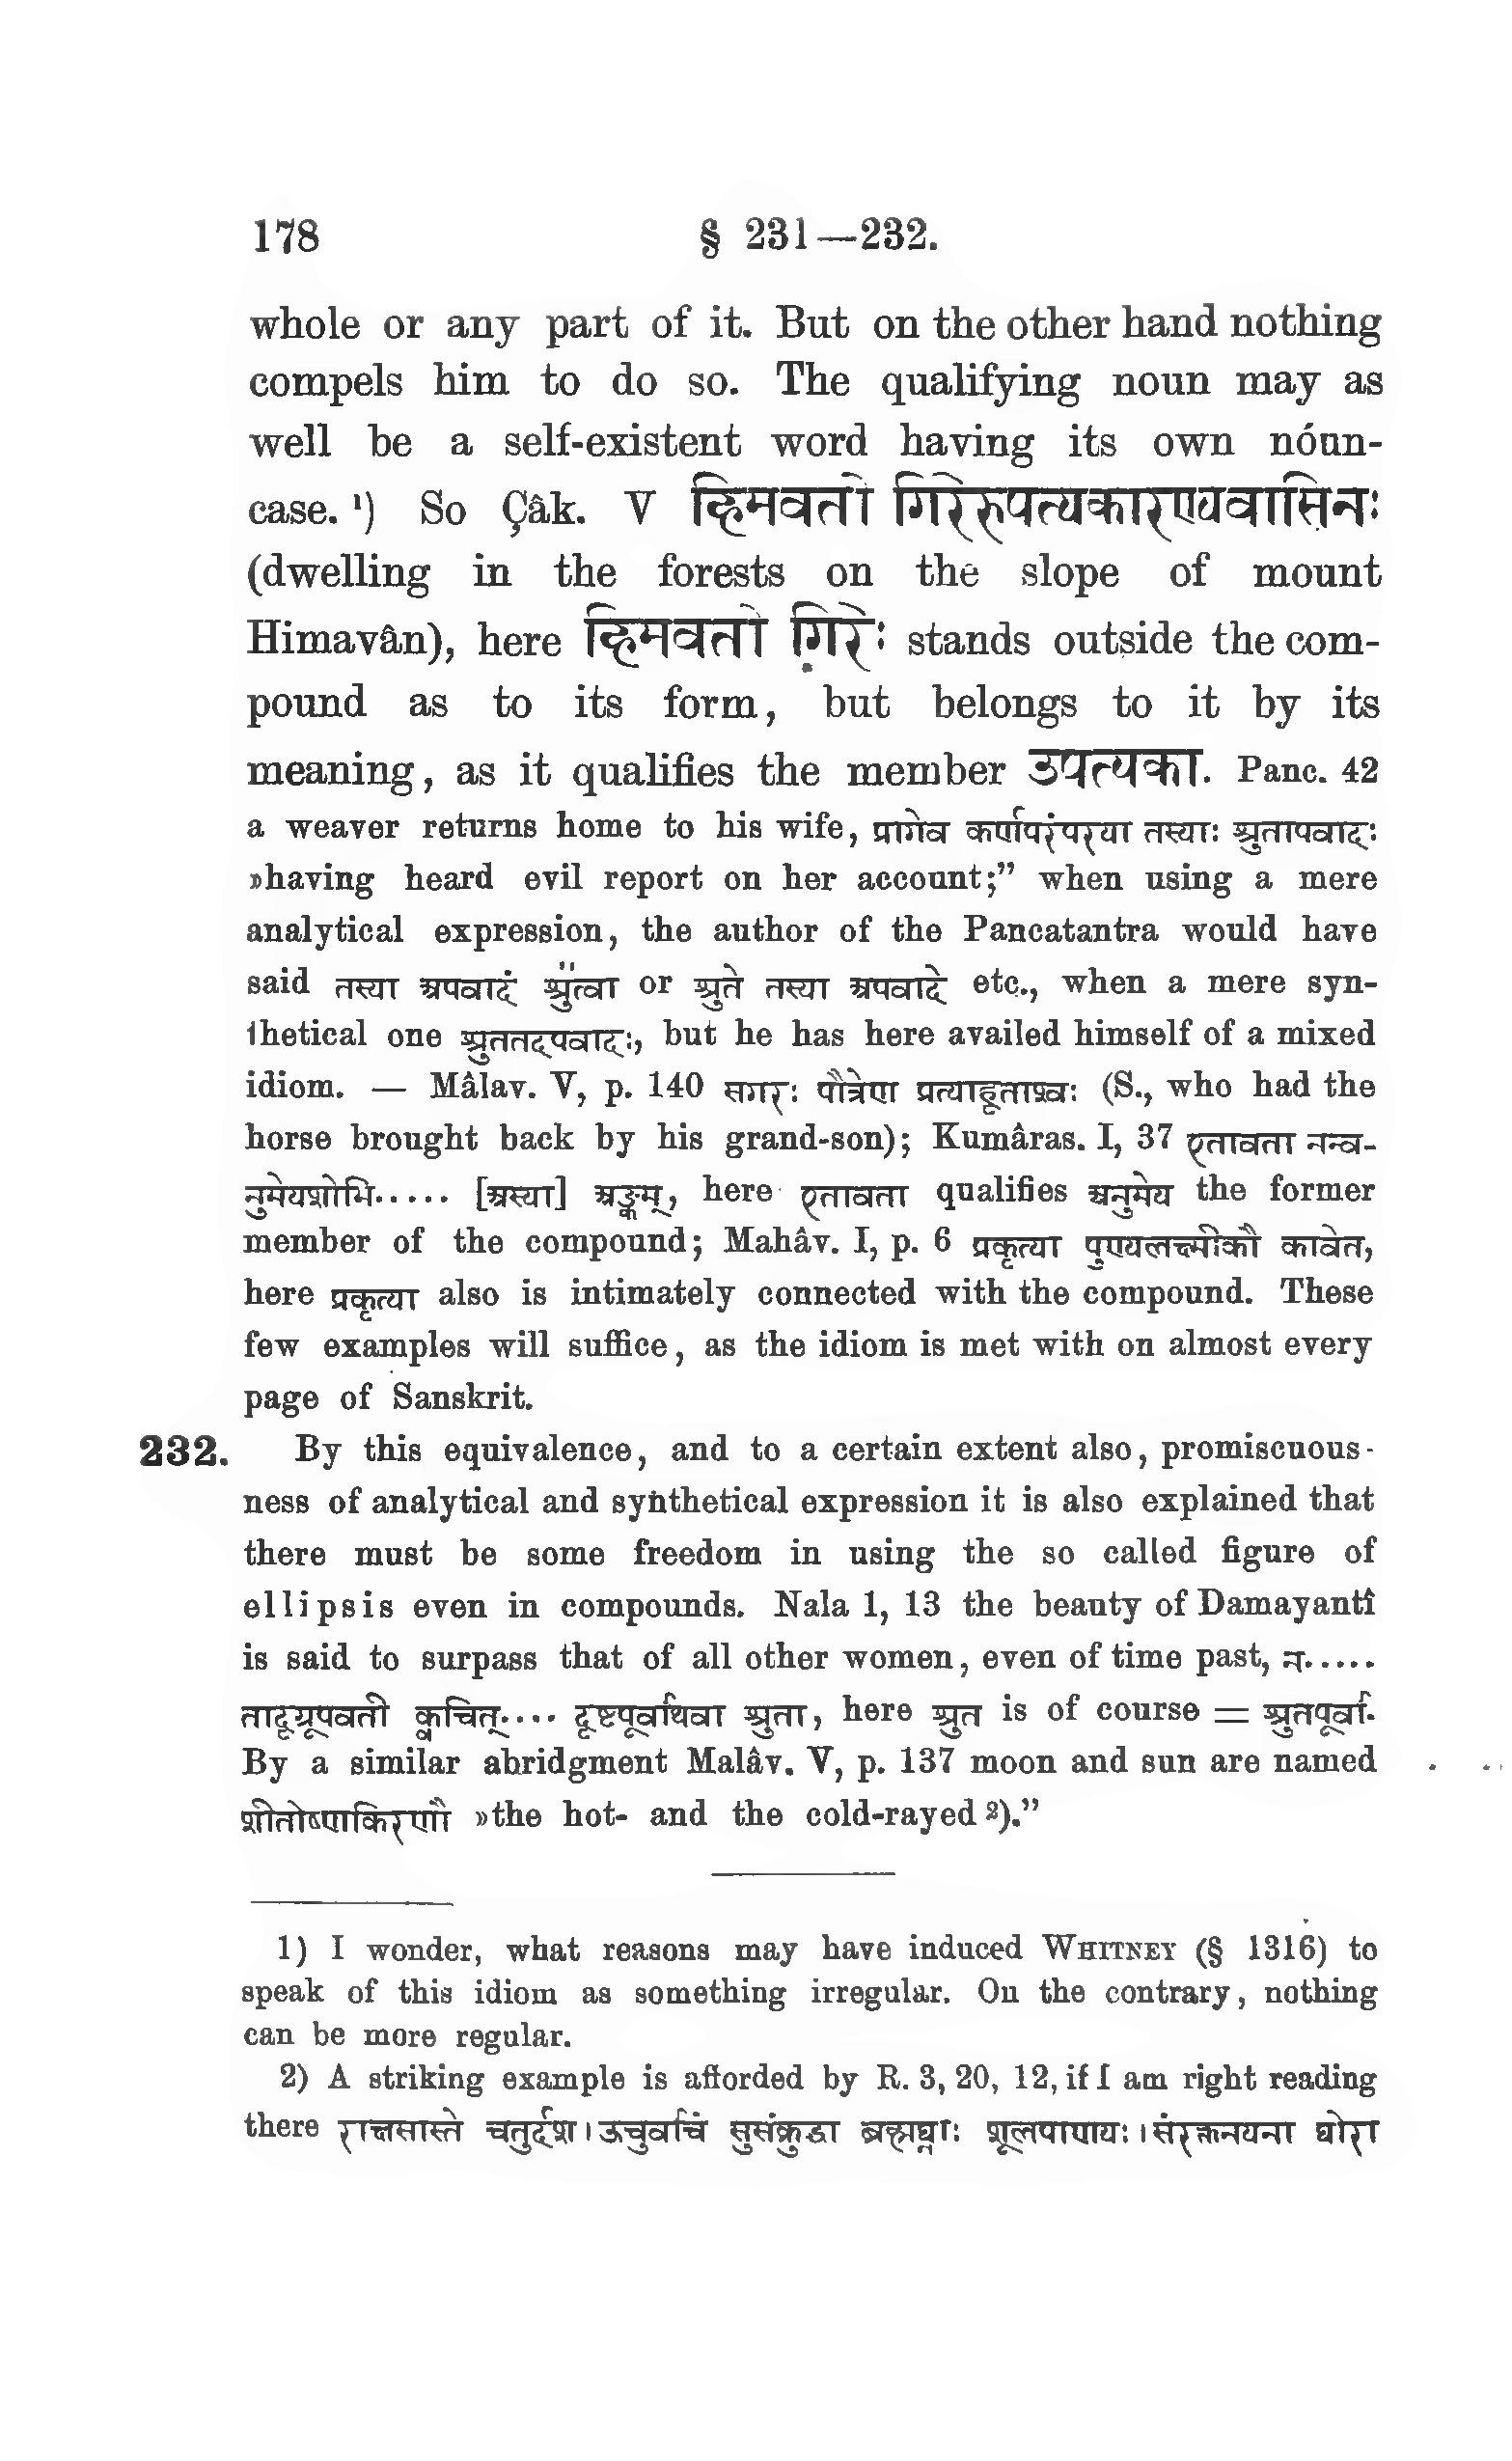 178 § 231—232.
whole or any part of it. But on the other hand nothing
compels him to do so. The qualifying noun may as
well be a self-existent word having its own nóun-
case. ¹) So Çâk. V हिमवतो गिरेरुपत्यकारण्यवासिनः
(dwelling in the forests on the slope of mount
Himavân), here हिमवतो गिरेः stands outside the com-
pound as to its form, but belongs to it by its
meaning, as it qualifies the member उपत्यका. Panc. 42
a weaver returns home to his wife, प्रागेव कर्णपरंपरया तस्याः श्रुतापवादः
»having heard evil report on her account;” when using a mere
analytical expression, the author of the Pancatantra would have
said तस्या अपवादं श्रुत्वा or श्रुते तस्या अपवादे etc., when a mere syn-
thetical one श्रुततदपवादः, but he has here availed himself of a mixed
idiom. — Mâlav. V, p. 140 सगरः पौत्रेण प्रत्याहृताश्वः (S., who had the
horse brought back by his grand-son); Kumâras. I, 37 एतावता नन्व-
नुमेयशोभि..... [अस्या] अङ्कम्, here एतावता qualifies अनुमेय the former
member of the compound; Mahâv. I, p. 6 प्रकृत्या पुण्यलक्ष्मीकौ कावेत,
here प्रकृत्या also is intimately connected with the compound. These
few examples will suffice, as the idiom is met with on almost every
page of Sanskrit.
232. By this equivalence, and to a certain extent also, promiscuous-
ness of analytical and synthetical expression it is also explained that
there must be some freedom in using the so called figure of
ellipsis even in compounds. Nala 1, 13 the beauty of Damayantî
is said to surpass that of all other women, even of time past, न.....
तादृग्रूपवती क्वचित्.... दृष्टपूर्वाथवा श्रुता, here श्रुत is of course = श्रुतपूर्वा.
By a similar abridgment Malâv. V, p. 137 moon and sun are named
शीतोष्णकिरणौ »the hot- and the cold-rayed ²).”
1) I wonder, what reasons may have induced WHITNEY (§ 1316) to
speak of this idiom as something irregular. On the contrary, nothing
can be more regular.
2) A striking example is afforded by R. 3, 20, 12, if I am right reading
there राक्षसास्ते चतुर्दश । ऊचुर्वाचं सुसंक्रुद्धा ब्रह्मघ्नाः शूलपाणयः । संरक्तनयना घोरा